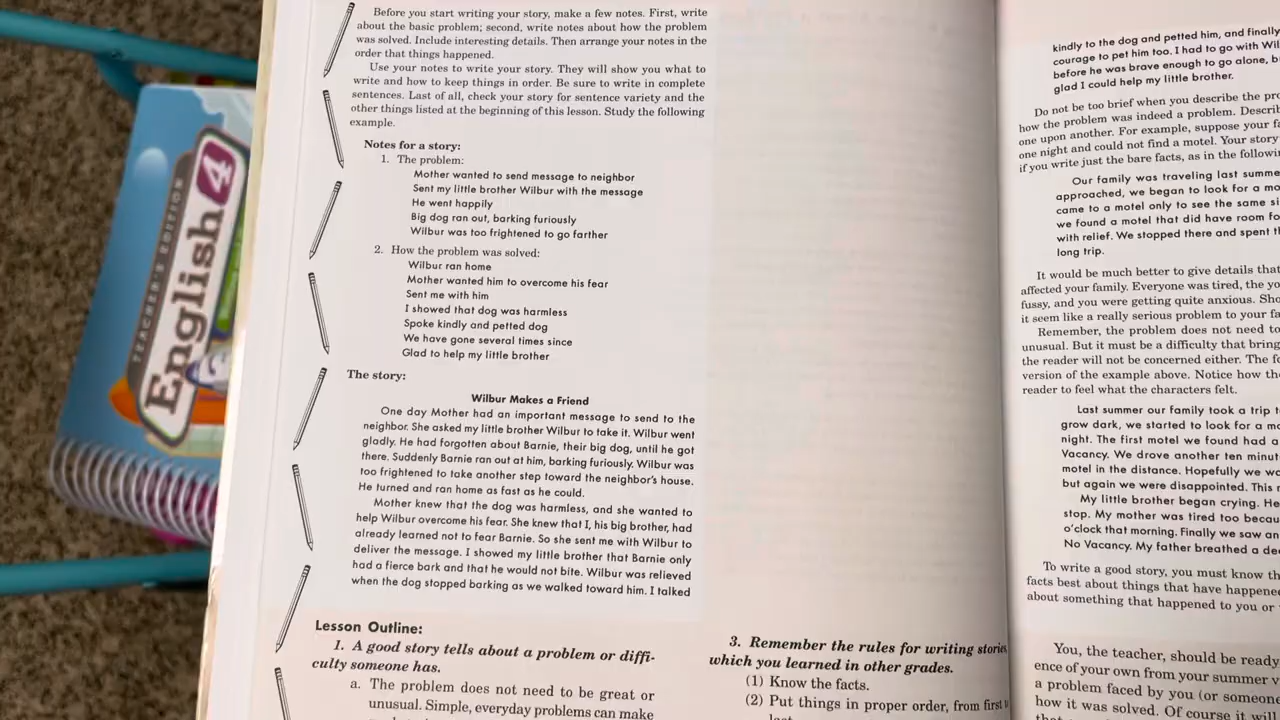 TEACHER'S EDITION
English 4
Before you start writing your story, make a few notes. First, write
about the basic problem; second, write notes about how the problem
was solved. Include interesting details. Then arrange your notes in the
order that things happened.
Use your notes to write your story. They will show you what to
write and how to keep things in order. Be sure to write in complete
sentences. Last of all, check your story for sentence variety and the
other things listed at the beginning of this lesson. Study the following
example.
Notes for a story:
1. The problem:
Mother wanted to send message to neighbor
Sent my little brother Wilbur with the message
He went happily
Big dog ran out, barking furiously
Wilbur was too frightened to go farther
2. How the problem was solved:
Wilbur ran home
Mother wanted him to overcome his fear
Sent me with him
I showed that dog was harmless
Spoke kindly and petted dog
We have gone several times since
Glad to help my little brother
The story:
Wilbur Makes a Friend
One day Mother had an important message to send to the
neighbor. She asked my little brother Wilbur to take it. Wilbur went
gladly. He had forgotten about Barnie, their big dog, until he got
there. Suddenly Barnie ran out at him, barking furiously. Wilbur was
too frightened to take another step toward the neighbor's house.
He turned and ran home as fast as he could.
Mother knew that the dog was harmless, and she wanted to
help Wilbur overcome his fear. She knew that I, his big brother, had
already learned not to fear Barnie. So she sent me with Wilbur to
deliver the message. I showed my little brother that Barnie only
had a fierce bark and that he would not bite. Wilbur was relieved
when the dog stopped barking as we walked toward him. I talked
Lesson Outline:
1. A good story tells about a problem or diffi-
culty someone has.
a. The problem does not need to be great or
unusual. Simple, everyday problems can make
3. Remember the rules for writing stories
which you learned in other grades.
(1) Know the facts.
(2) Put things in proper order, from first
kindly to the dog and petted him, and finally
courage to pet him too. I had to go with
before he was brave enough to go alone,
glad I could help my little brother.
Do not be too brief when you describe the
how the problem was indeed a problem.
one upon another. For example, suppose your
one night and could not find a motel. Your story
if you write just the bare facts, as in the
Our family was traveling last
approached, we began to look for a
came to a motel only to see the same
we found a motel that did have room
with relief. We stopped there and spent
long trip.
It would be much better to give details that
affected your family. Everyone was tired, the
fussy, and you were getting quite anxious.
it seem like a really serious problem to your
Remember, the problem does not need to
unusual. But it must be a difficulty that
the reader will not be concerned either. The
version of the example above. Notice how
reader to feel what the characters felt.
Last summer our family took a trip
grow dark, we started to look for a
night. The first motel we found had a
Vacancy. We drove another ten
motel in the distance. Hopefully we
but again we were disappointed. This
My little brother began crying. He
stop. My mother was tired too
o'clock that morning. Finally we saw
No Vacancy. My father breathed a
To write a good story, you must know
facts best about things that have
about something that happened to you or
You, the teacher, should be ready
ence of your own from your summer
a problem faced by you (or
how it was solved. Of course it will